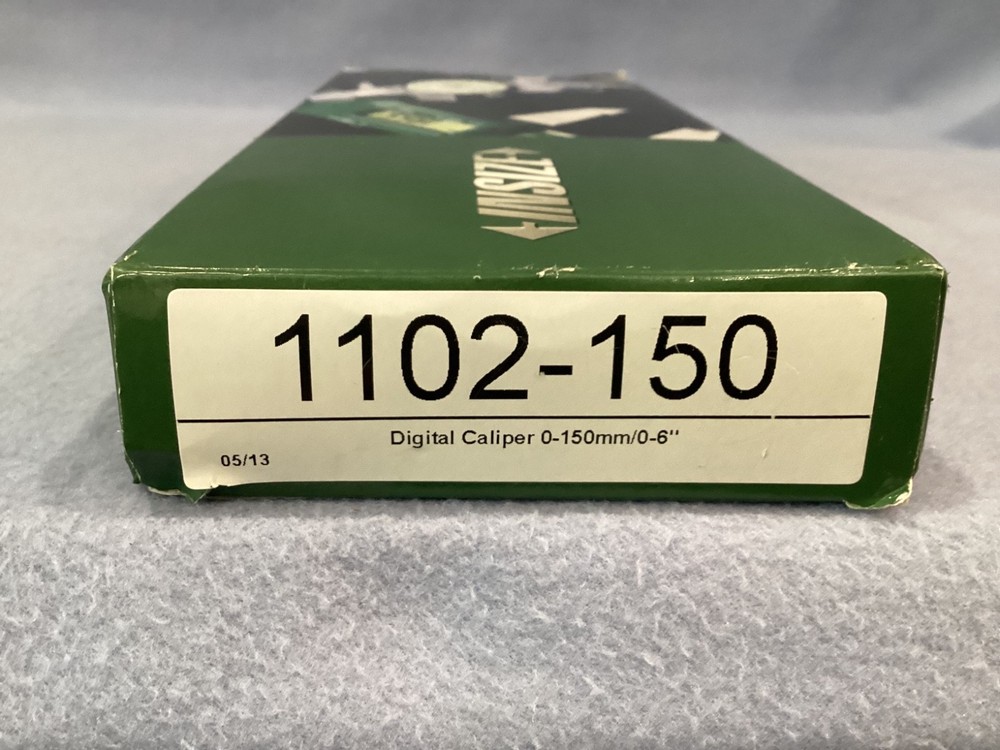 INSIZE
1102-150
Digital Caliper 0-150mm/0-6"
05/13